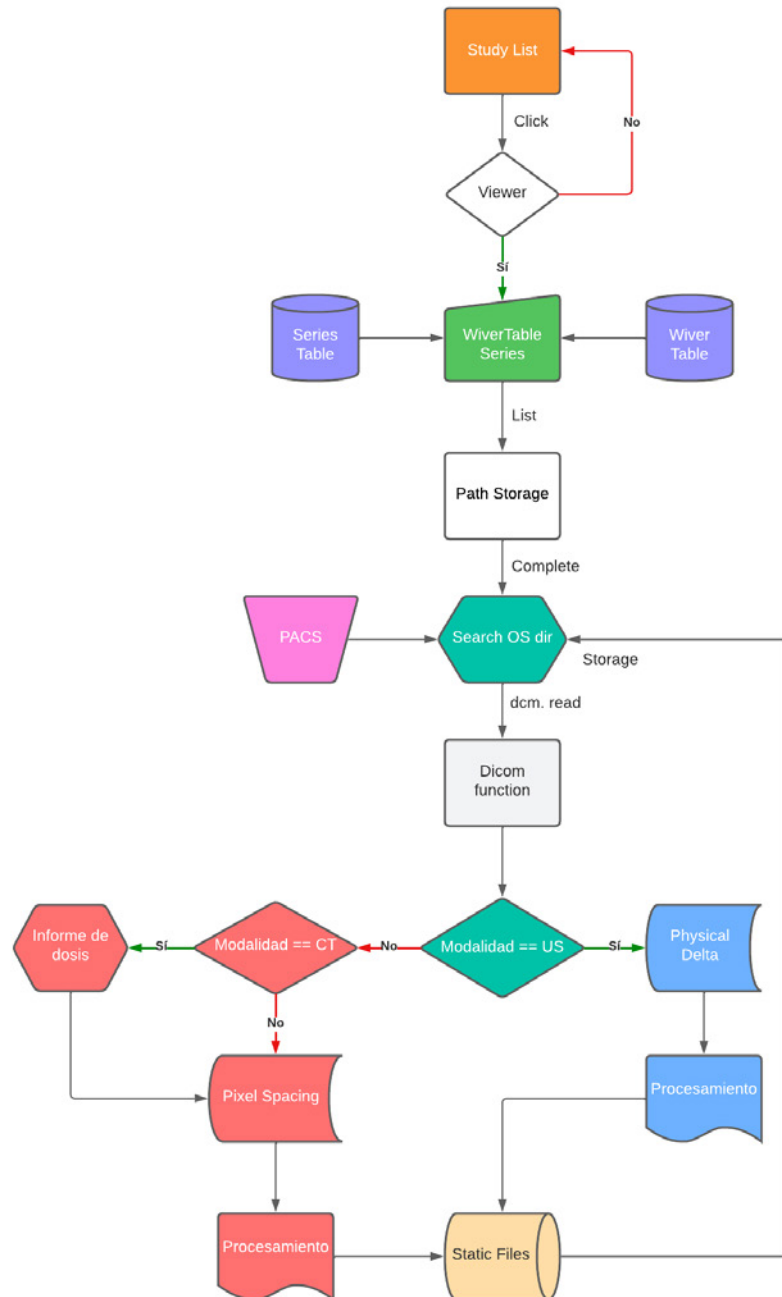 Study List
Click
No
Viewer
Sí
Series
Table
WiverTable
Series
Wiver
Table
List
Path Storage
Complete
PACS
Search OS dir
Storage
dcm. read
Dicom
function
Informe de
dosis
Sí
Modalidad == CT
No
Modalidad == US
Sí
Physical
Delta
No
Pixel Spacing
Procesamiento
Procesamiento
Static Files